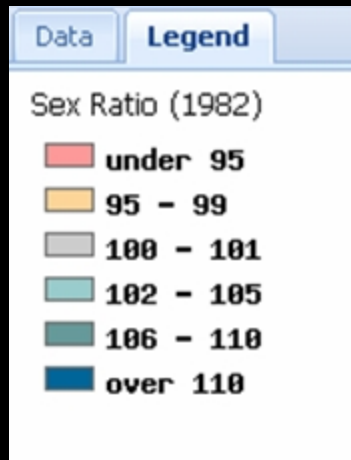 Data Legend
Sex Ratio (1982)
under 95
95 - 99
100 - 101
102 - 105
106 - 110
over 110